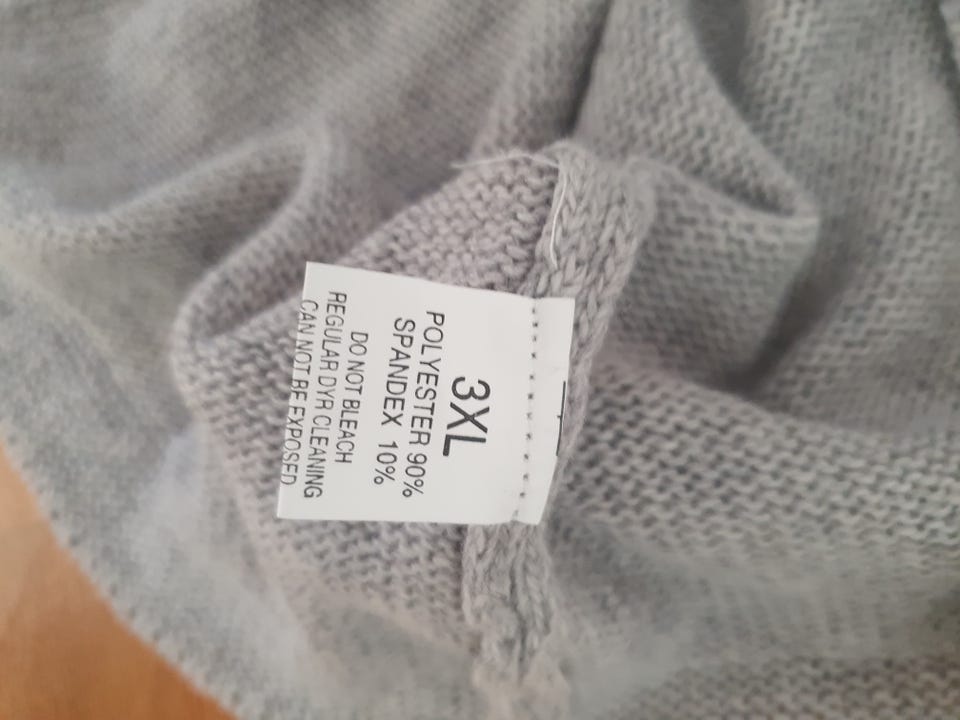 3XL
POLYESTER 90%
SPANDEX 10%
DO NOT BLEACH
REGULAR DYR CLEANING
CAN NOT BE EXPOSED